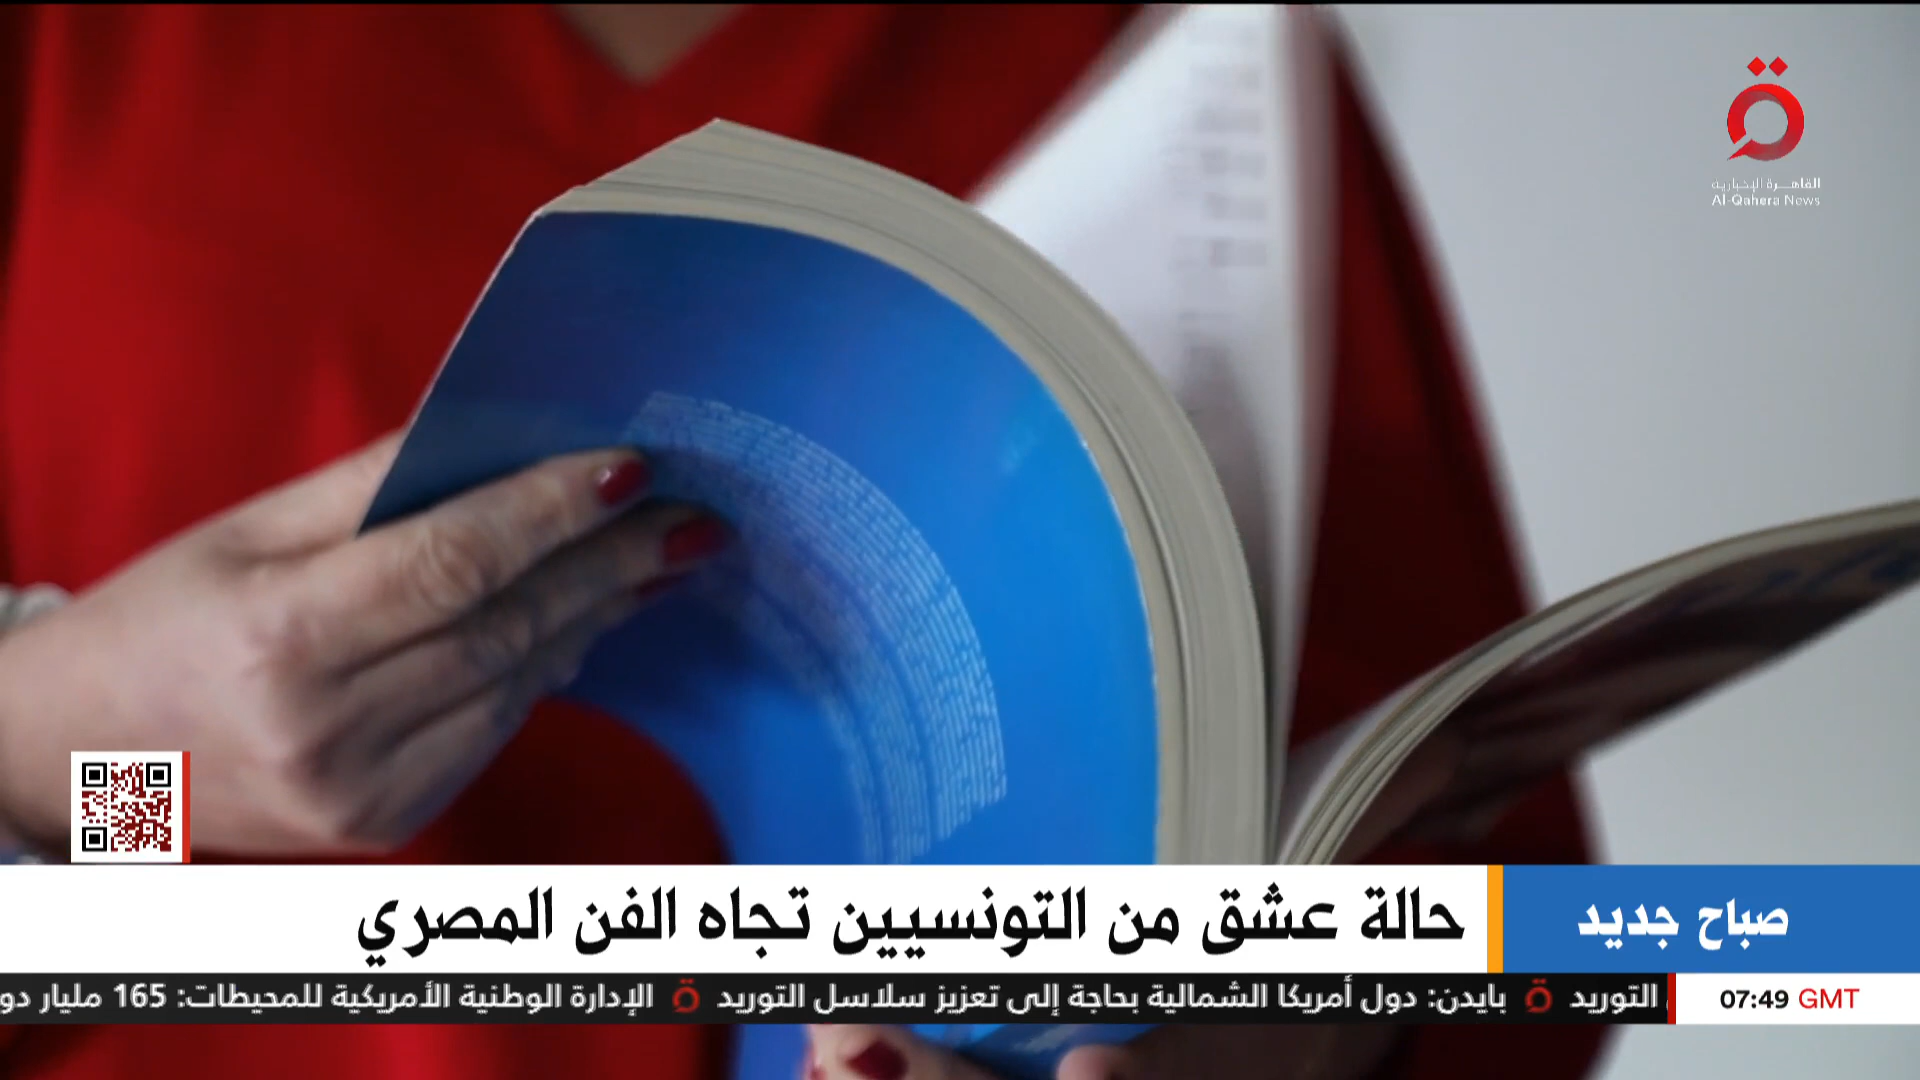 القاهرة الإخبارية
Al-Qahera News
صباح جديد
حالة عشق من التونسيين تجاه الفن المصري
07:49 GMT
التوريد بايدن: دول أمريكا الشمالية بحاجة إلى تعزيز سلاسل التوريد الإدارة الوطنية الأمريكية للمحيطات: 165 مليار